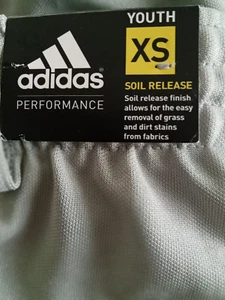 YOUTH
XS
adidas
PERFORMANCE
SOIL RELEASE
Soil release finish
allows for the easy
removal of grass
and dirt stains
from fabrics